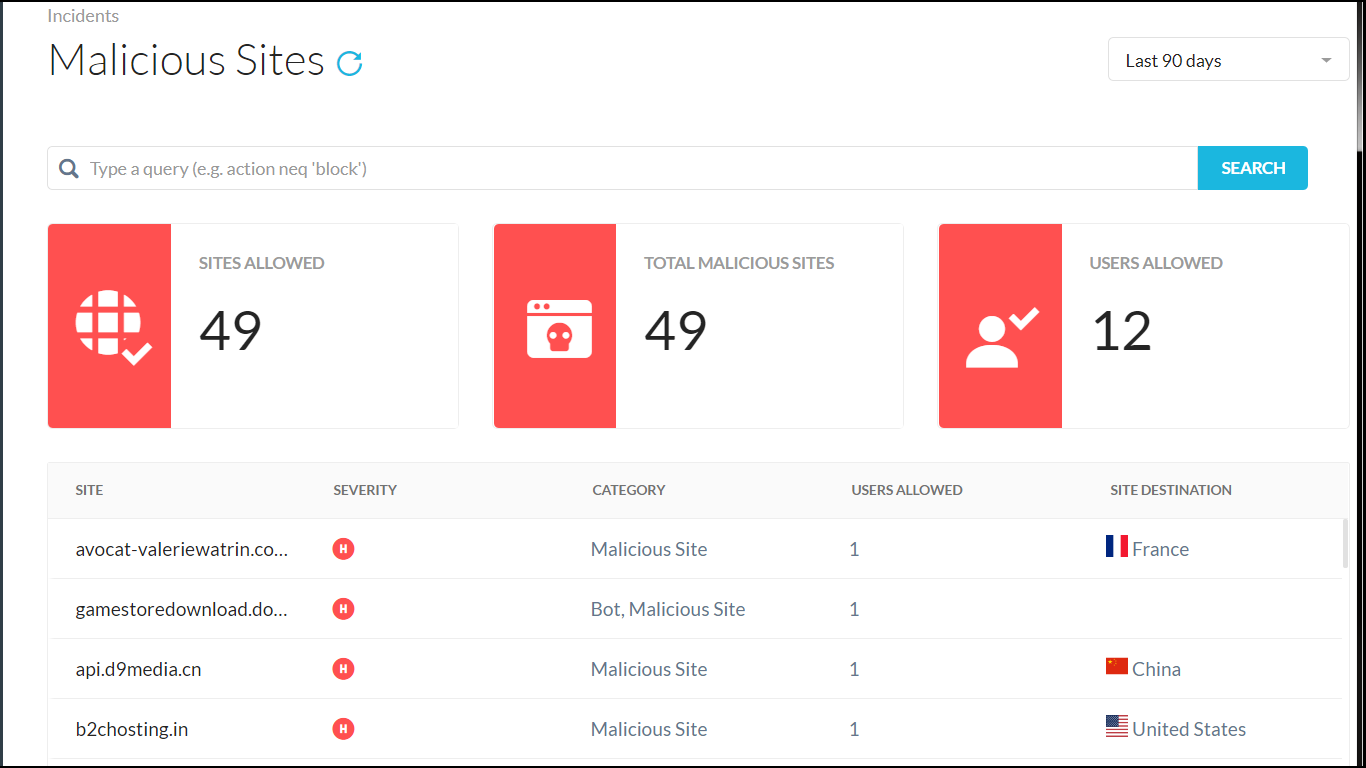 Incidents
Malicious Sites
Last 90 days
Type a query (e.g. action neq 'block')
SEARCH
SITES ALLOWED
49
TOTAL MALICIOUS SITES
49
USERS ALLOWED
12
SITE SEVERITY CATEGORY USERS ALLOWED SITE DESTINATION
avocat-valeriewatrin.co... H Malicious Site 1 France
gamestoredownload.do... H Bot, Malicious Site 1
api.d9media.cn H Malicious Site 1 China
b2chosting.in H Malicious Site 1 United States